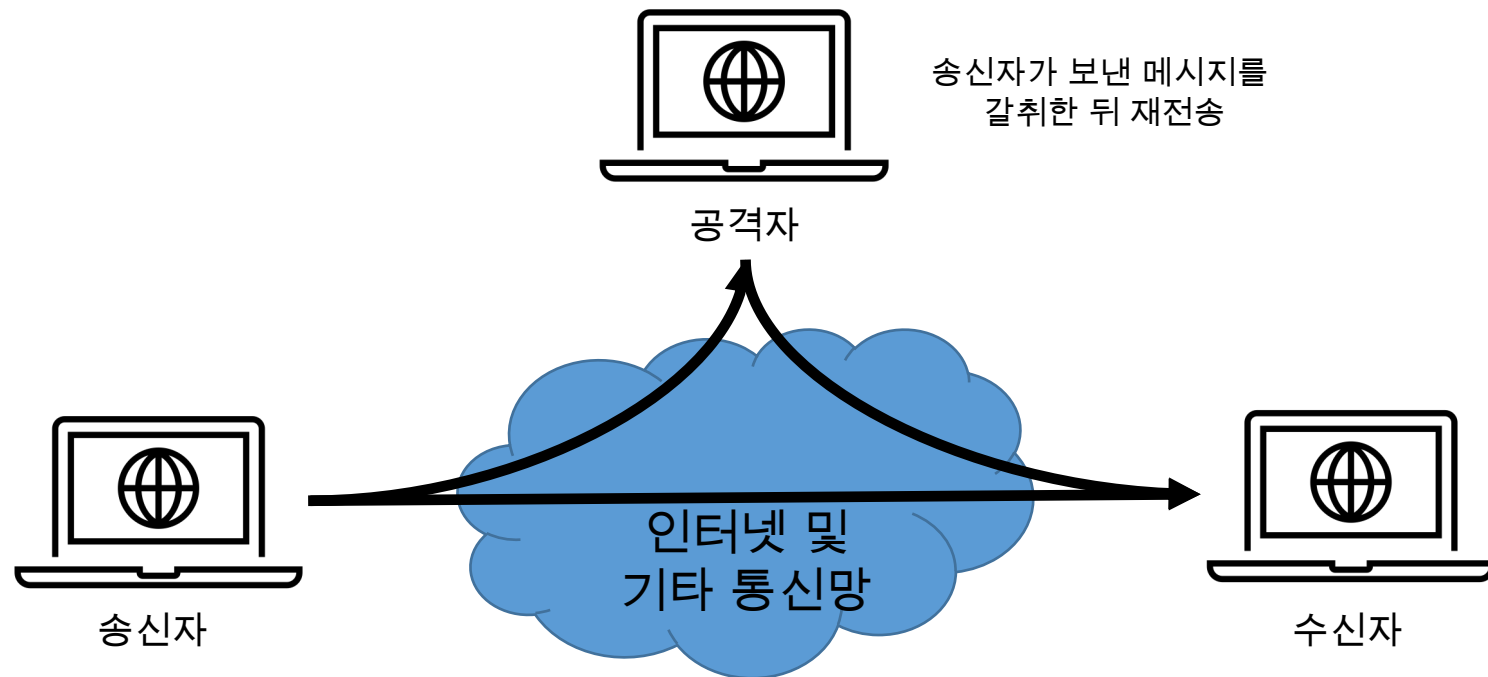 송신자가 보낸 메시지를
갈취한 뒤 재전송
공격자
인터넷 및
기타 통신망
송신자
수신자